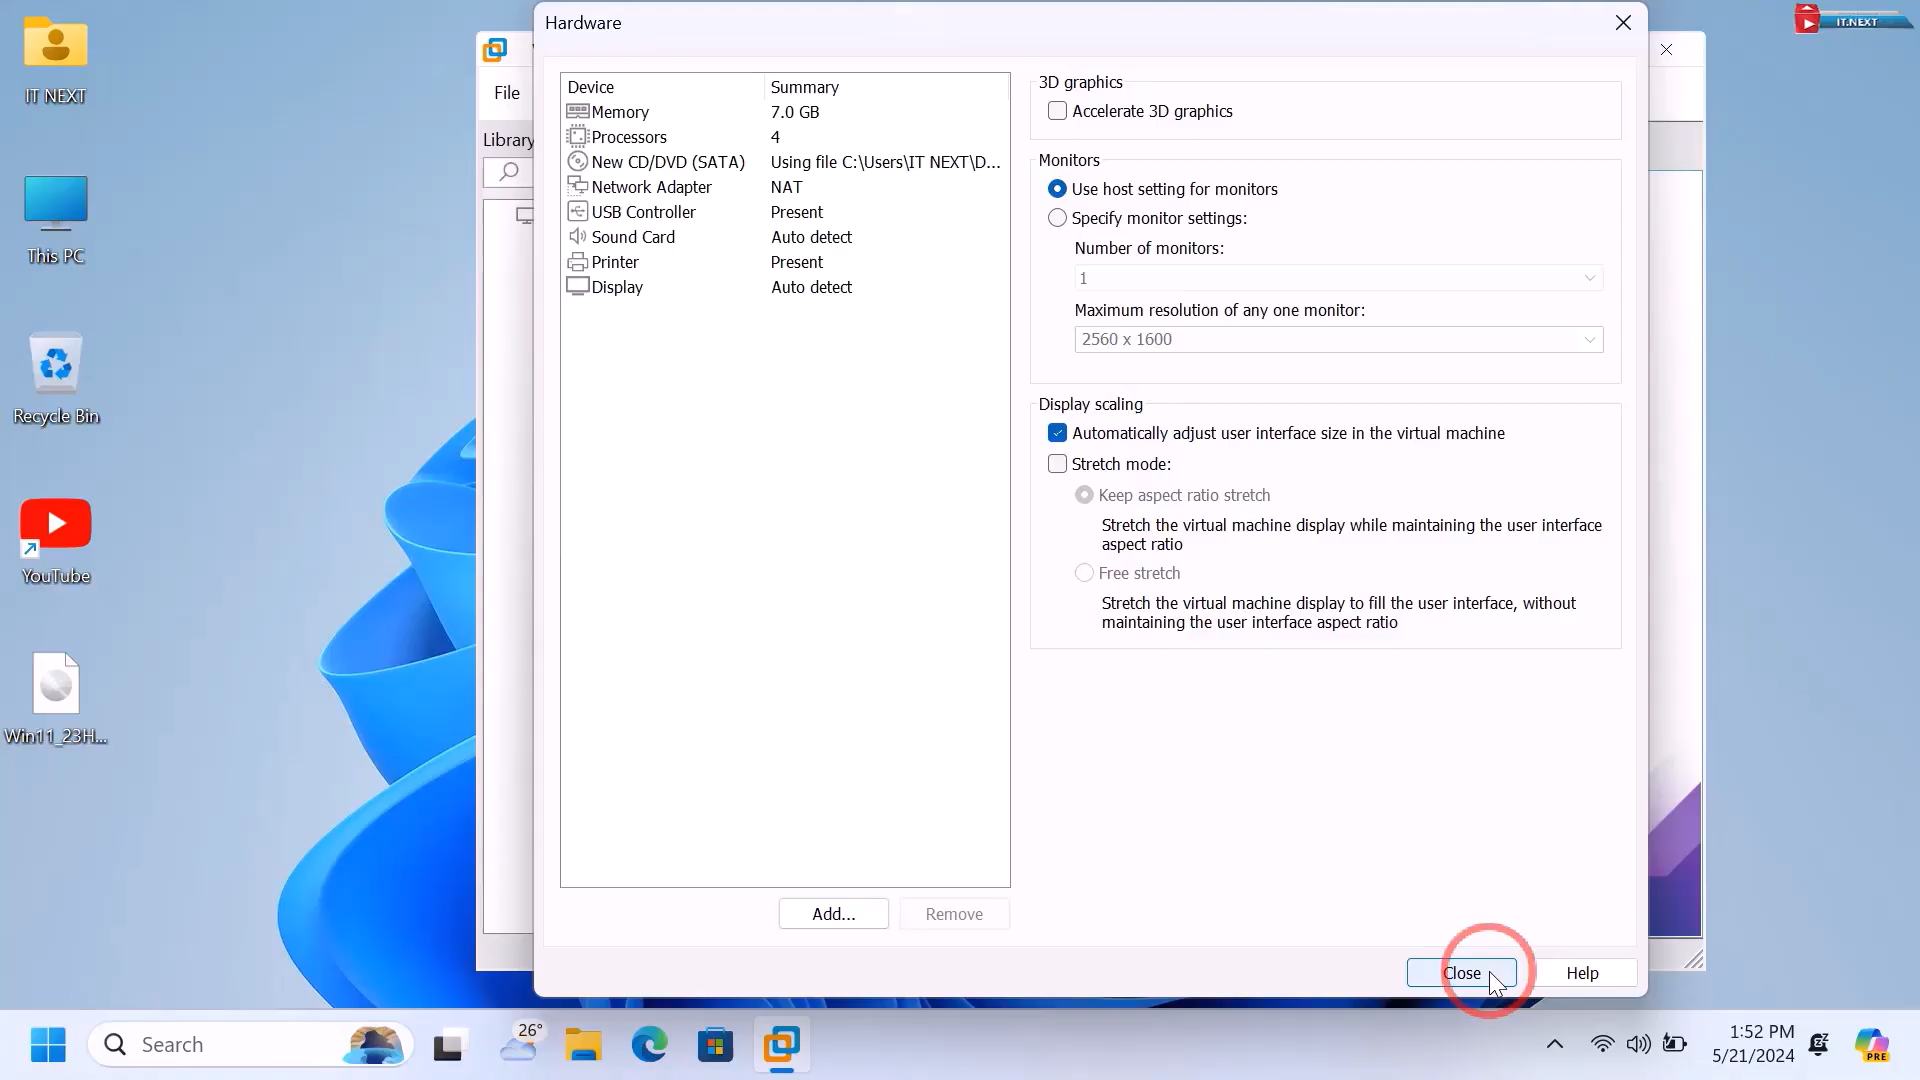 Hardware
IT NEXT
This PC
Recycle Bin
YouTube
Win11_23H...
File
Library
Device
Summary
Memory
7.0 GB
Processors
4
New CD/DVD (SATA)
Using file C:\Users\IT NEXT\D...
Network Adapter
NAT
USB Controller
Present
Sound Card
Auto detect
Printer
Present
Display
Auto detect
Add...
Remove
3D graphics
Accelerate 3D graphics
Monitors
Use host setting for monitors
Specify monitor settings:
Number of monitors:
1
Maximum resolution of any one monitor:
2560 x 1600
Display scaling
Automatically adjust user interface size in the virtual machine
Stretch mode:
Keep aspect ratio stretch
Stretch the virtual machine display while maintaining the user interface
aspect ratio
Free stretch
Stretch the virtual machine display to fill the user interface, without
maintaining the user interface aspect ratio
Close
Help
IT.NEXT
Search
26°
1:52 PM
5/21/2024
PRE